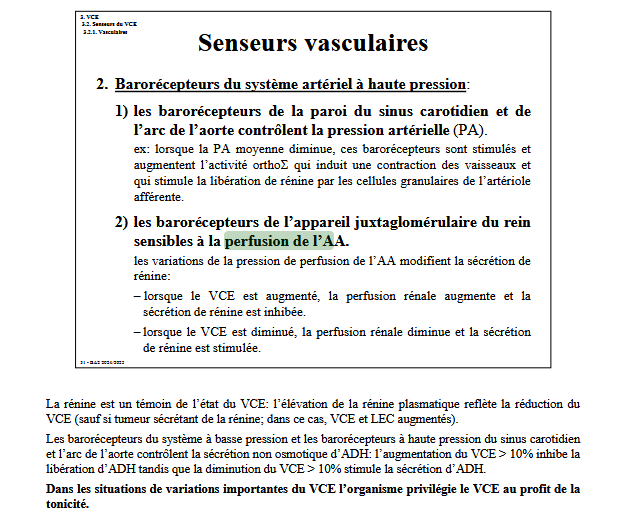 3. VCE
3.2. Senseurs du VCE
3.2.1. Vasculaires
Senseurs vasculaires
2. Barorécepteurs du système artériel à haute pression:
1) les barorécepteurs de la paroi du sinus carotidien et de
l’arc de l’aorte contrôlent la pression artérielle (PA).
ex: lorsque la PA moyenne diminue, ces barorécepteurs sont stimulés et
augmentent l’activité orthoΣ qui induit une contraction des vaisseaux et
qui stimule la libération de rénine par les cellules granulaires de l’artériole
afférente.
2) les barorécepteurs de l’appareil juxtaglomérulaire du rein
sensibles à la perfusion de l’AA.
les variations de la pression de perfusion de l’AA modifient la sécrétion de
rénine:
– lorsque le VCE est augmenté, la perfusion rénale augmente et la
sécrétion de rénine est inhibée.
– lorsque le VCE est diminué, la perfusion rénale diminue et la sécrétion
de rénine est stimulée.
31 - BAE 2024/2025
La rénine est un témoin de l’état du VCE: l’élévation de la rénine plasmatique reflète la réduction du
VCE (sauf si tumeur sécrétant de la rénine; dans ce cas, VCE et LEC augmentés).
Les barorécepteurs du système à basse pression et les barorécepteurs à haute pression du sinus carotidien
et l’arc de l’aorte contrôlent la sécrétion non osmotique d’ADH: l’augmentation du VCE > 10% inhibe la
libération d’ADH tandis que la diminution du VCE > 10% stimule la sécrétion d’ADH.
Dans les situations de variations importantes du VCE l’organisme privilégie le VCE au profit de la
tonicité.